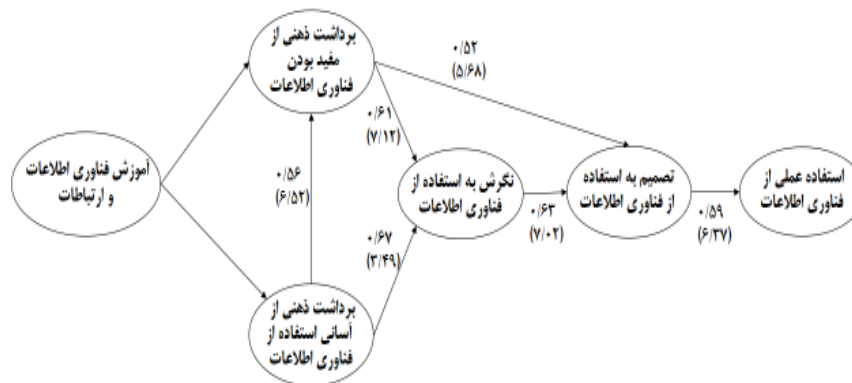 برداشت ذهنی از
مفید بودن
فناوری اطلاعات
۰/۵۲
(۵/۶۸)
۰/۶۱
(۷/۱۲)
آموزش فناوری اطلاعات
و ارتباطات
۰/۵۶
(۶/۵۲)
نگرش به استفاده از
فناوری اطلاعات
۰/۶۳
(۷/۰۲)
تصمیم به استفاده
از فناوری اطلاعات
۰/۵۹
(۶/۳۷)
استفاده عملی از
فناوری اطلاعات
۰/۶۷
(۳/۴۹)
برداشت ذهنی از
آسانی استفاده از
فناوری اطلاعات